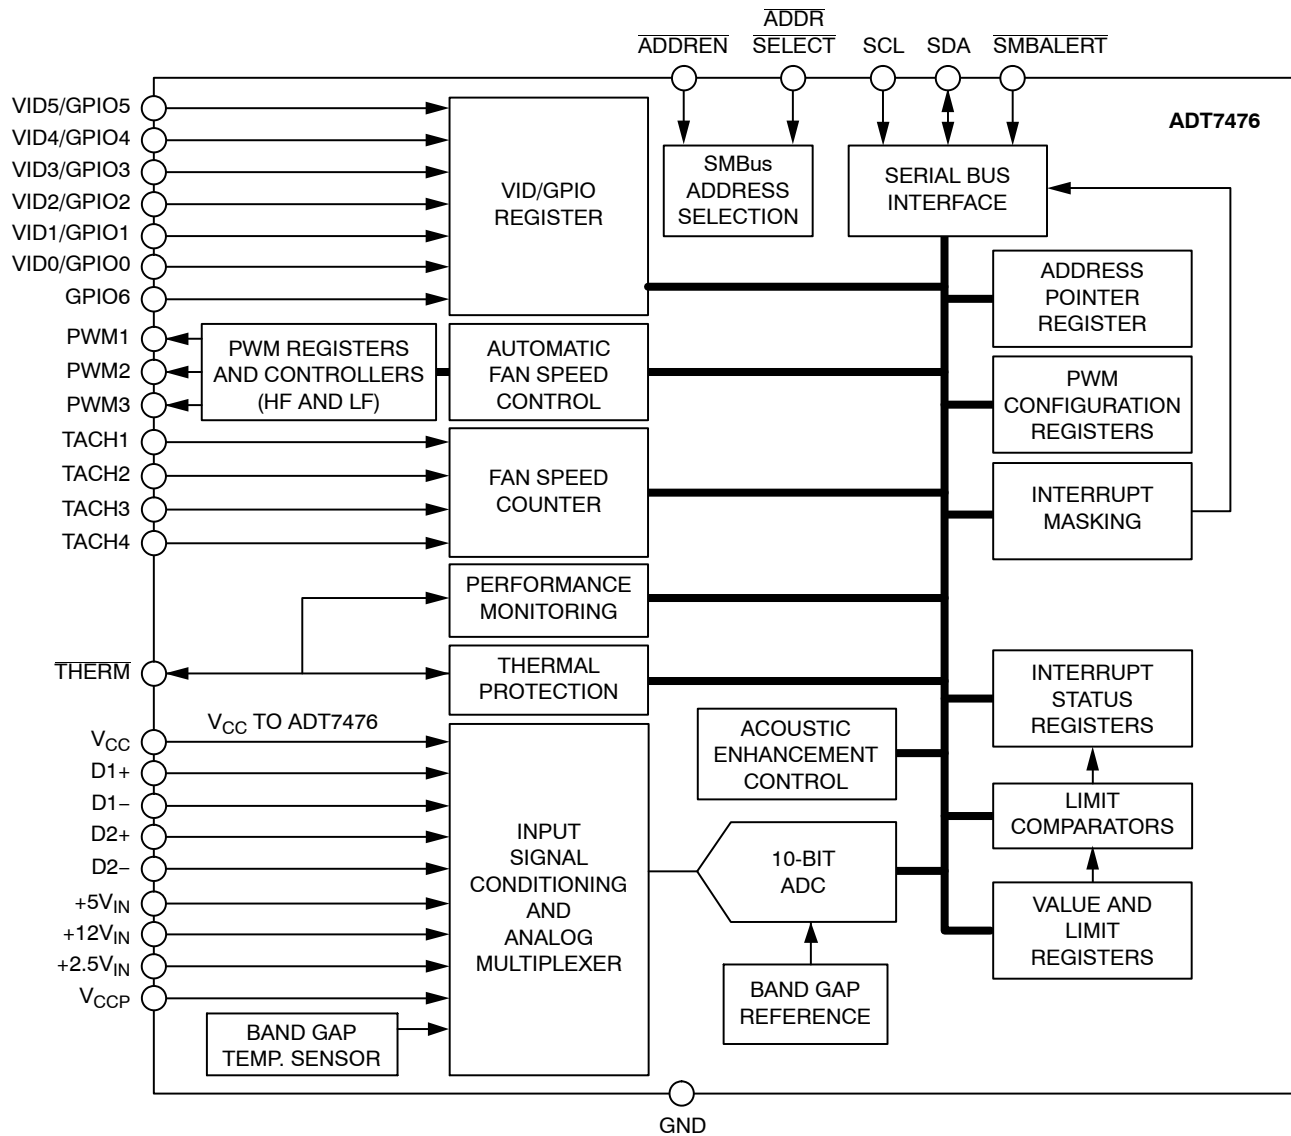 ADDR
ADDREN SELECT SCL SDA SMBALERT
ADT7476
VID5/GPIO5
VID4/GPIO4
VID3/GPIO3
VID2/GPIO2
VID1/GPIO1
VID0/GPIO0
GPIO6
VID/GPIO
REGISTER
SMBus
ADDRESS
SELECTION
SERIAL BUS
INTERFACE
ADDRESS
POINTER
REGISTER
PWM1
PWM2
PWM3
PWM REGISTERS
AND CONTROLLERS
(HF AND LF)
AUTOMATIC
FAN SPEED
CONTROL
PWM
CONFIGURATION
REGISTERS
TACH1
TACH2
TACH3
TACH4
FAN SPEED
COUNTER
INTERRUPT
MASKING
PERFORMANCE
MONITORING
THERM
THERMAL
PROTECTION
INTERRUPT
STATUS
REGISTERS
VCC TO ADT7476
VCC
D1+
D1−
D2+
D2−
+5VIN
+12VIN
+2.5VIN
VCCP
INPUT
SIGNAL
CONDITIONING
AND
ANALOG
MULTIPLEXER
ACOUSTIC
ENHANCEMENT
CONTROL
LIMIT
COMPARATORS
10-BIT
ADC
VALUE AND
LIMIT
REGISTERS
BAND GAP
REFERENCE
BAND GAP
TEMP. SENSOR
GND